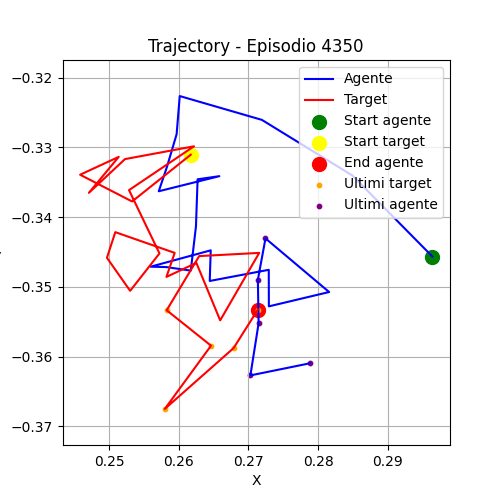 Trajectory - Episodio 4350
Agente
Target
Start agente
Start target
End agente
Ultimi target
Ultimi agente
−0.32
−0.33
−0.34
−0.35
−0.36
−0.37
0.25
0.26
0.27
0.28
0.29
X